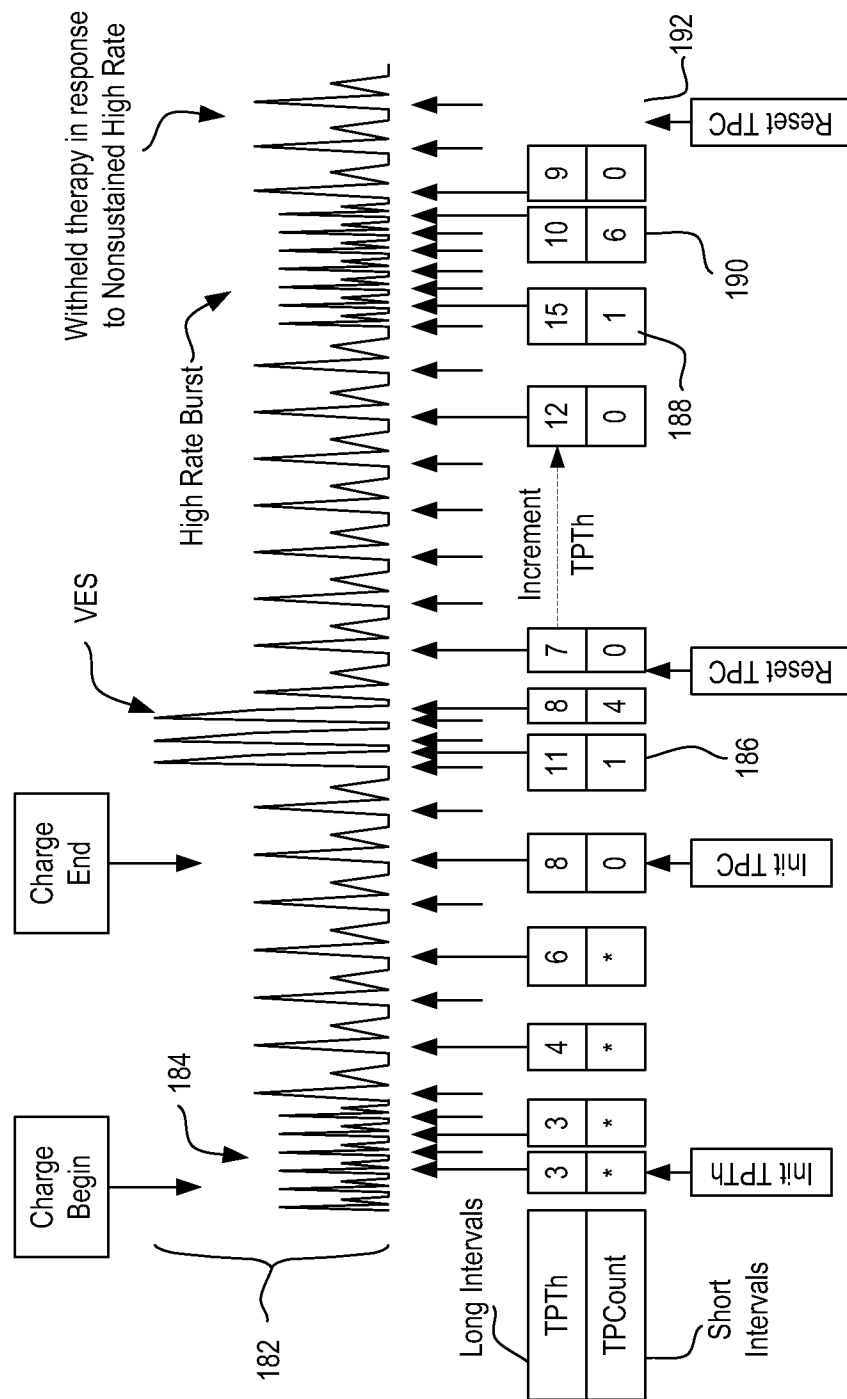 Charge
Begin
Charge
End
VES
Withheld therapy in response
to Nonsustained High Rate
High Rate Burst
184
182
Long Intervals
TPTh
TPCount
Short
Intervals
3
*
3
*
4
*
6
*
8
0
11
1
8
4
7
0
Increment
TPTh
12
0
15
1
10
6
9
0
186
188
190
192
Init TPTh
Init TPC
Reset TPC
Reset TPC